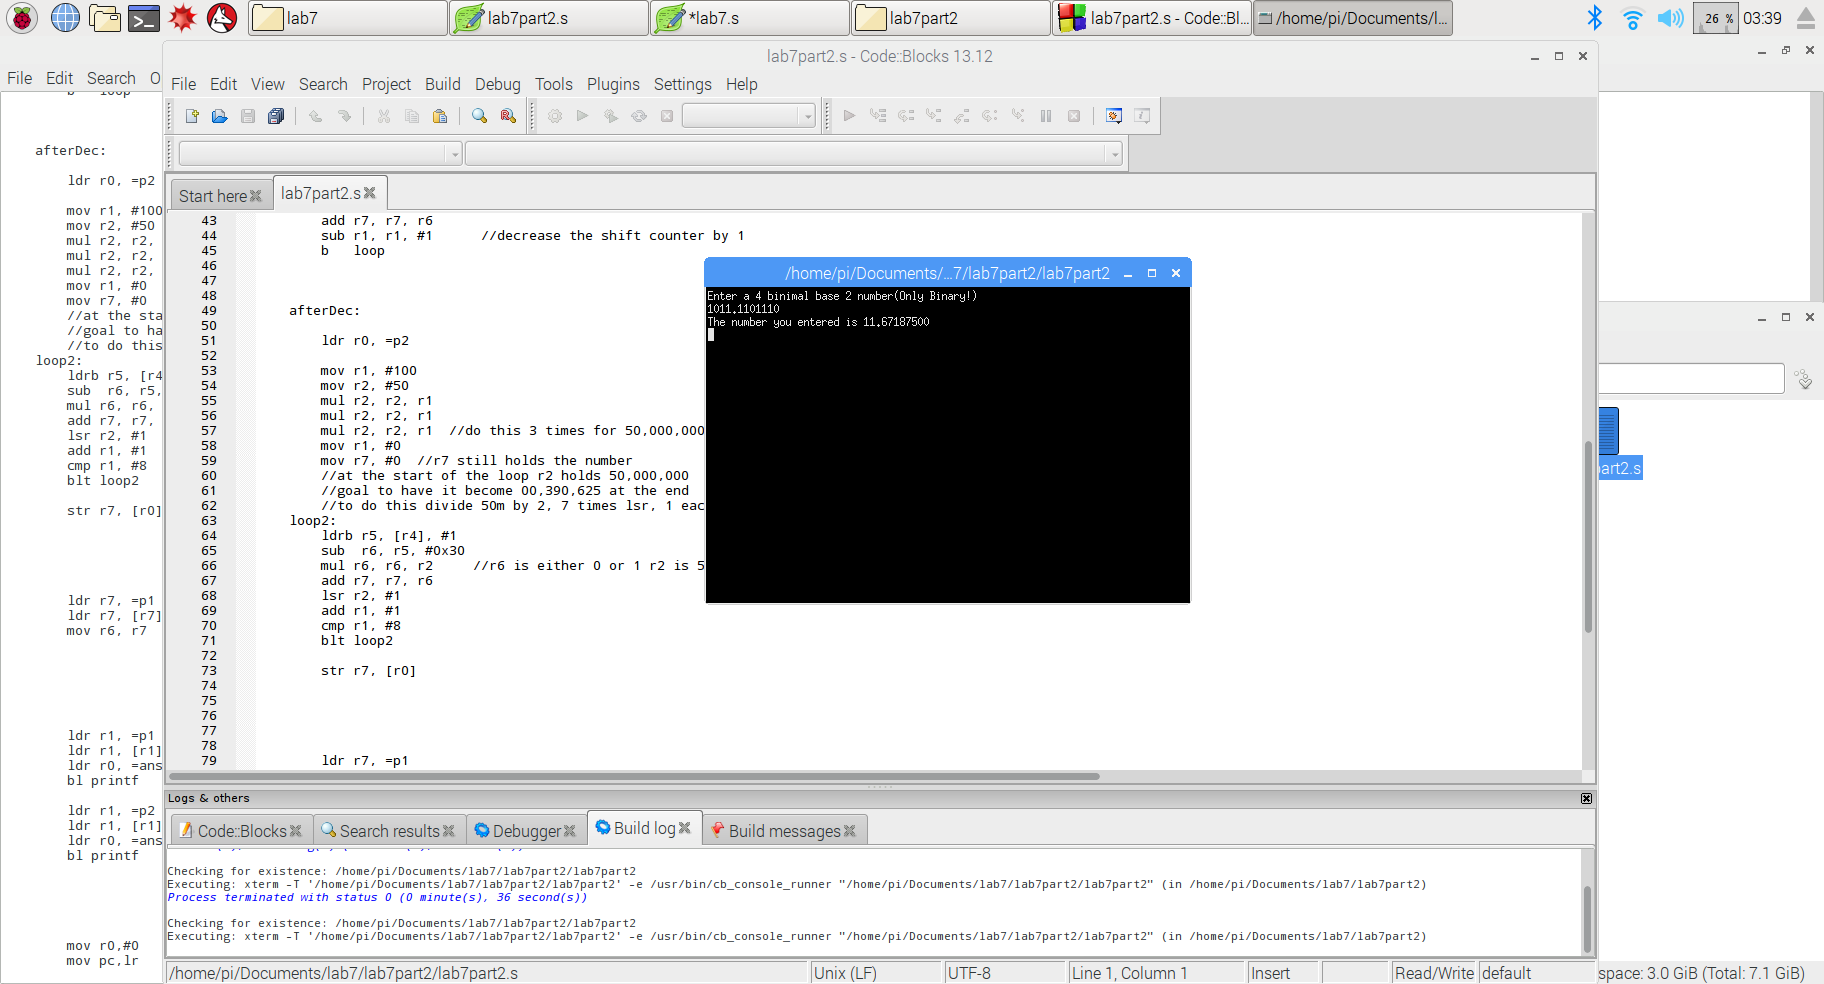 lab7
lab7part2.s
*lab7.s
lab7part2
lab7part2.s - Code::Bl...
/home/pi/Documents/l...
26 %
03:39
File Edit Search O
b loop
afterDec:
ldr r0, =p2
mov r1, #100
mov r2, #50
mul r2, r2,
mul r2, r2,
mul r2, r2,
mov r1, #0
mov r7, #0
//at the sta
//goal to ha
//to do this
loop2:
ldrb r5, [r4
sub r6, r5,
mul r6, r6,
add r7, r7,
lsr r2, #1
add r1, #1
cmp r1, #8
blt loop2
str r7, [r0]
ldr r7, =p1
ldr r7, [r7]
mov r6, r7
ldr r1, =p1
ldr r1, [r1]
ldr r0, =ans
bl printf
ldr r1, =p2
ldr r1, [r1]
ldr r0, =ans
bl printf
mov r0,#0
mov pc,lr
lab7part2.s - Code::Blocks 13.12
File Edit View Search Project Build Debug Tools Plugins Settings Help
Start here
lab7part2.s
43 add r7, r7, r6
44 sub r1, r1, #1 //decrease the shift counter by 1
45 b loop
46
47
48
49 afterDec:
50
51 ldr r0, =p2
52
53 mov r1, #100
54 mov r2, #50
55 mul r2, r2, r1
56 mul r2, r2, r1
57 mul r2, r2, r1 //do this 3 times for 50,000,000
58 mov r1, #0
59 mov r7, #0 //r7 still holds the number
60 //at the start of the loop r2 holds 50,000,000
61 //goal to have it become 00,390,625 at the end
62 //to do this divide 50m by 2, 7 times lsr, 1 eac
63 loop2:
64 ldrb r5, [r4], #1
65 sub r6, r5, #0x30
66 mul r6, r6, r2 //r6 is either 0 or 1 r2 is 5
67 add r7, r7, r6
68 lsr r2, #1
69 add r1, #1
70 cmp r1, #8
71 blt loop2
72
73 str r7, [r0]
74
75
76
77
78
79 ldr r7, =p1
/home/pi/Documents/...7/lab7part2/lab7part2
Enter a 4 binimal base 2 number(Only Binary!)
1011.1101110
The number you entered is 11.67187500
part2.s
Logs & others
Code::Blocks
Search results
Debugger
Build log
Build messages
Checking for existence: /home/pi/Documents/lab7/lab7part2/lab7part2
Executing: xterm -T '/home/pi/Documents/lab7/lab7part2/lab7part2' -e /usr/bin/cb_console_runner "/home/pi/Documents/lab7/lab7part2/lab7part2" (in /home/pi/Documents/lab7/lab7part2)
Process terminated with status 0 (0 minute(s), 36 second(s))
Checking for existence: /home/pi/Documents/lab7/lab7part2/lab7part2
Executing: xterm -T '/home/pi/Documents/lab7/lab7part2/lab7part2' -e /usr/bin/cb_console_runner "/home/pi/Documents/lab7/lab7part2/lab7part2" (in /home/pi/Documents/lab7/lab7part2)
/home/pi/Documents/lab7/lab7part2/lab7part2.s
Unix (LF)
UTF-8
Line 1, Column 1
Insert
Read/Write
default
space: 3.0 GiB (Total: 7.1 GiB)